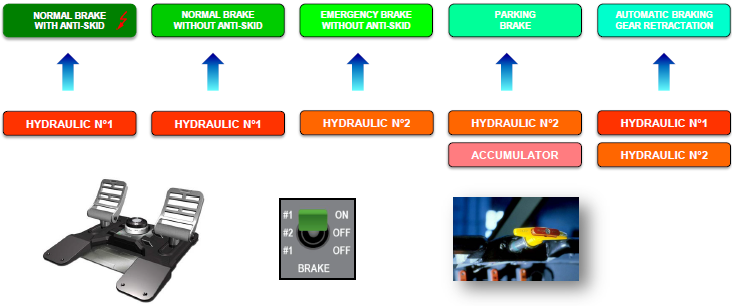 NORMAL BRAKE
WITH ANTI-SKID
NORMAL BRAKE
WITHOUT ANTI-SKID
EMERGENCY BRAKE
WITHOUT ANTI-SKID
PARKING
BRAKE
AUTOMATIC BRAKING
GEAR RETRACTATION
HYDRAULIC N°1
HYDRAULIC N°1
HYDRAULIC N°2
HYDRAULIC N°2
HYDRAULIC N°1
ACCUMULATOR
HYDRAULIC N°2
#1 ON
#2 OFF
#1 OFF
BRAKE